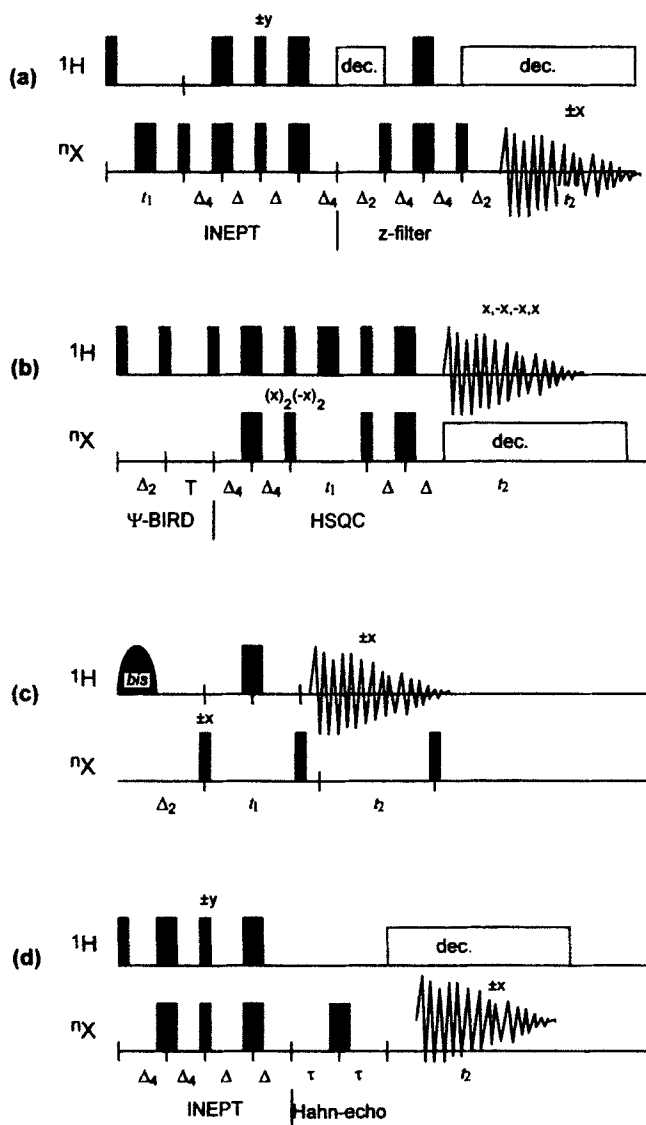 ±y
(a) ¹H dec. dec.
±x
ⁿX
t₁ Δ₄ Δ Δ Δ₄ Δ₂ Δ₄ Δ₄ Δ₂ t₂
INEPT z-filter
x,-x,-x,x
(b) ¹H
(x)₂(-x)₂
ⁿX dec.
Δ₂ T Δ₄ Δ₄ t₁ Δ Δ t₂
Ψ-BIRD HSQC
±x
(c) ¹H bis
±x
ⁿX
Δ₂ t₁ t₂
±y
(d) ¹H dec.
±x
ⁿX
Δ₄ Δ₄ Δ Δ τ τ t₂
INEPT Hahn-echo